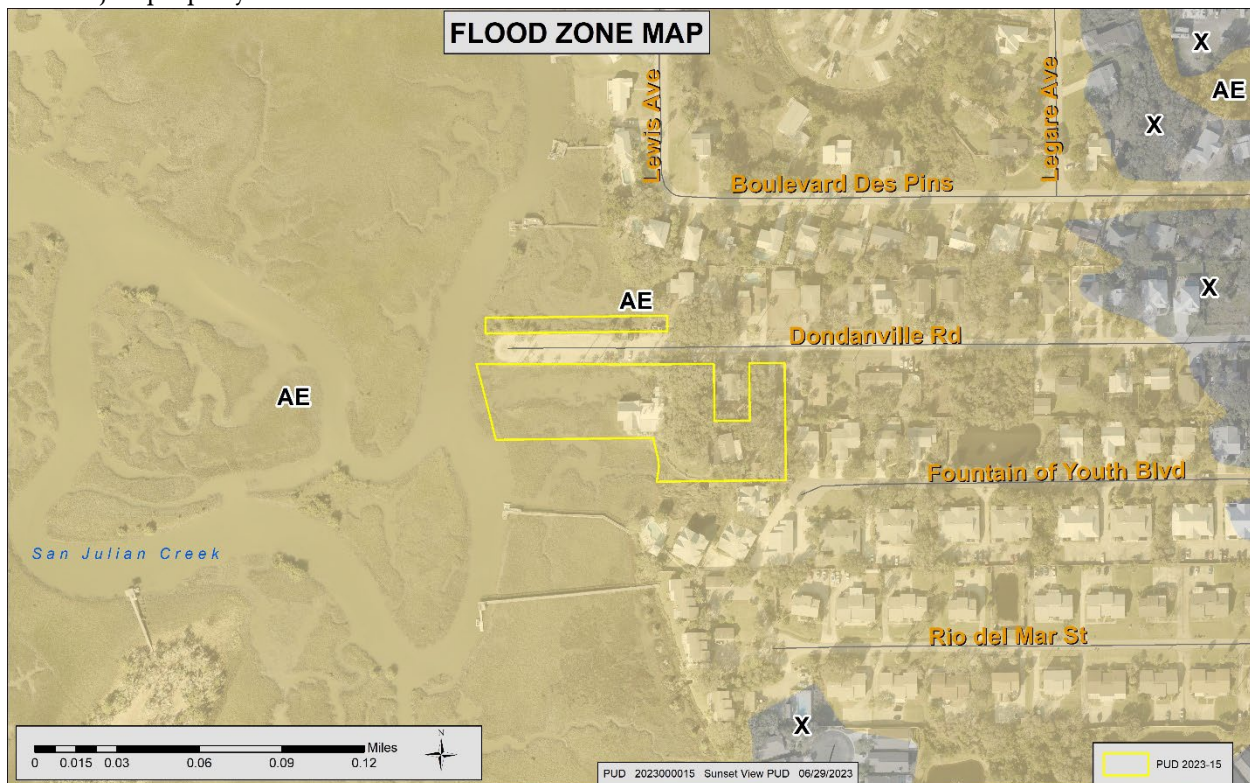 FLOOD ZONE MAP
X
AE
X
Lewis Ave
Legare Ave
Boulevard Des Pins
X
AE
Dondanville Rd
AE
Fountain of Youth Blvd
San Julian Creek
Rio del Mar St
X
Miles
0 0.015 0.03 0.06 0.09 0.12
N
PUD 2023000015 Sunset View PUD 06/29/2023
PUD 2023-15